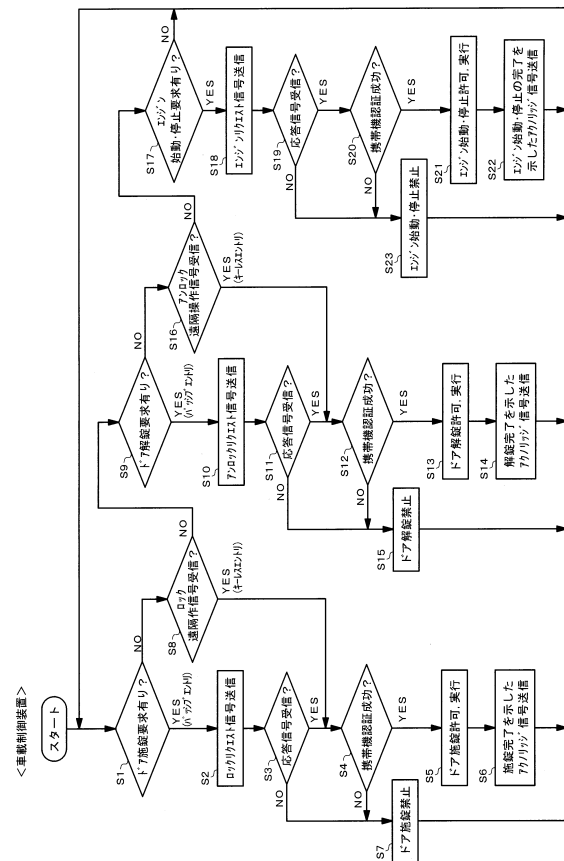 <車載制御装置>
スタート
S1
ドア施錠要求有り？
NO
YES
(パッシブエントリ)
S2
ロックリクエスト信号送信
S3
応答信号受信？
NO
YES
S4
携帯機認証成功？
NO
YES
S5
ドア施錠許可,実行
S6
施錠完了を示した
アクノリッジ信号送信
S7
ドア施錠禁止
S8
ロック
遠隔作信号受信？
NO
YES
(キーレスエントリ)
S9
ドア解錠要求有り？
NO
YES
(パッシブエントリ)
S10
アンロックリクエスト信号送信
S11
応答信号受信？
NO
YES
S12
携帯機認証成功？
NO
YES
S13
ドア解錠許可,実行
S14
解錠完了を示した
アクノリッジ信号送信
S15
ドア解錠禁止
S16
アンロック
遠隔操作信号受信？
NO
YES
(キーレスエントリ)
S17
エンジン
始動・停止要求有り？
NO
YES
S18
エンジンリクエスト信号送信
S19
応答信号受信？
NO
YES
S20
携帯機認証成功？
NO
YES
S21
エンジン始動・停止許可,実行
S22
エンジン始動・停止の完了を
示したアクノリッジ信号送信
S23
エンジン始動・停止禁止